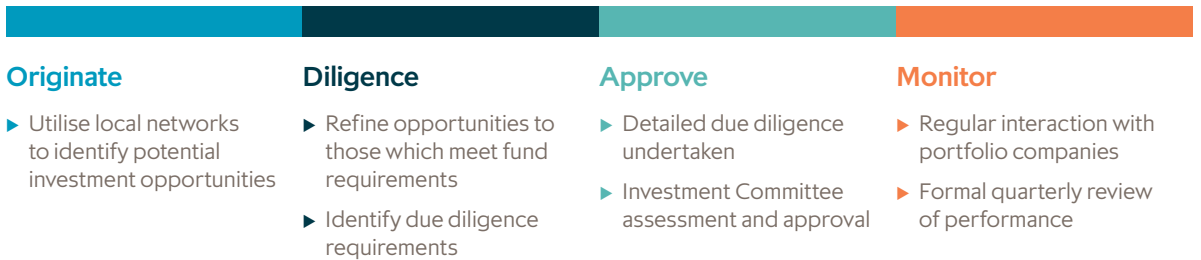 Originate
Utilise local networks
to identify potential
investment opportunities
Diligence
Refine opportunities to
those which meet fund
requirements
Identify due diligence
requirements
Approve
Detailed due diligence
undertaken
Investment Committee
assessment and approval
Monitor
Regular interaction with
portfolio companies
Formal quarterly review
of performance